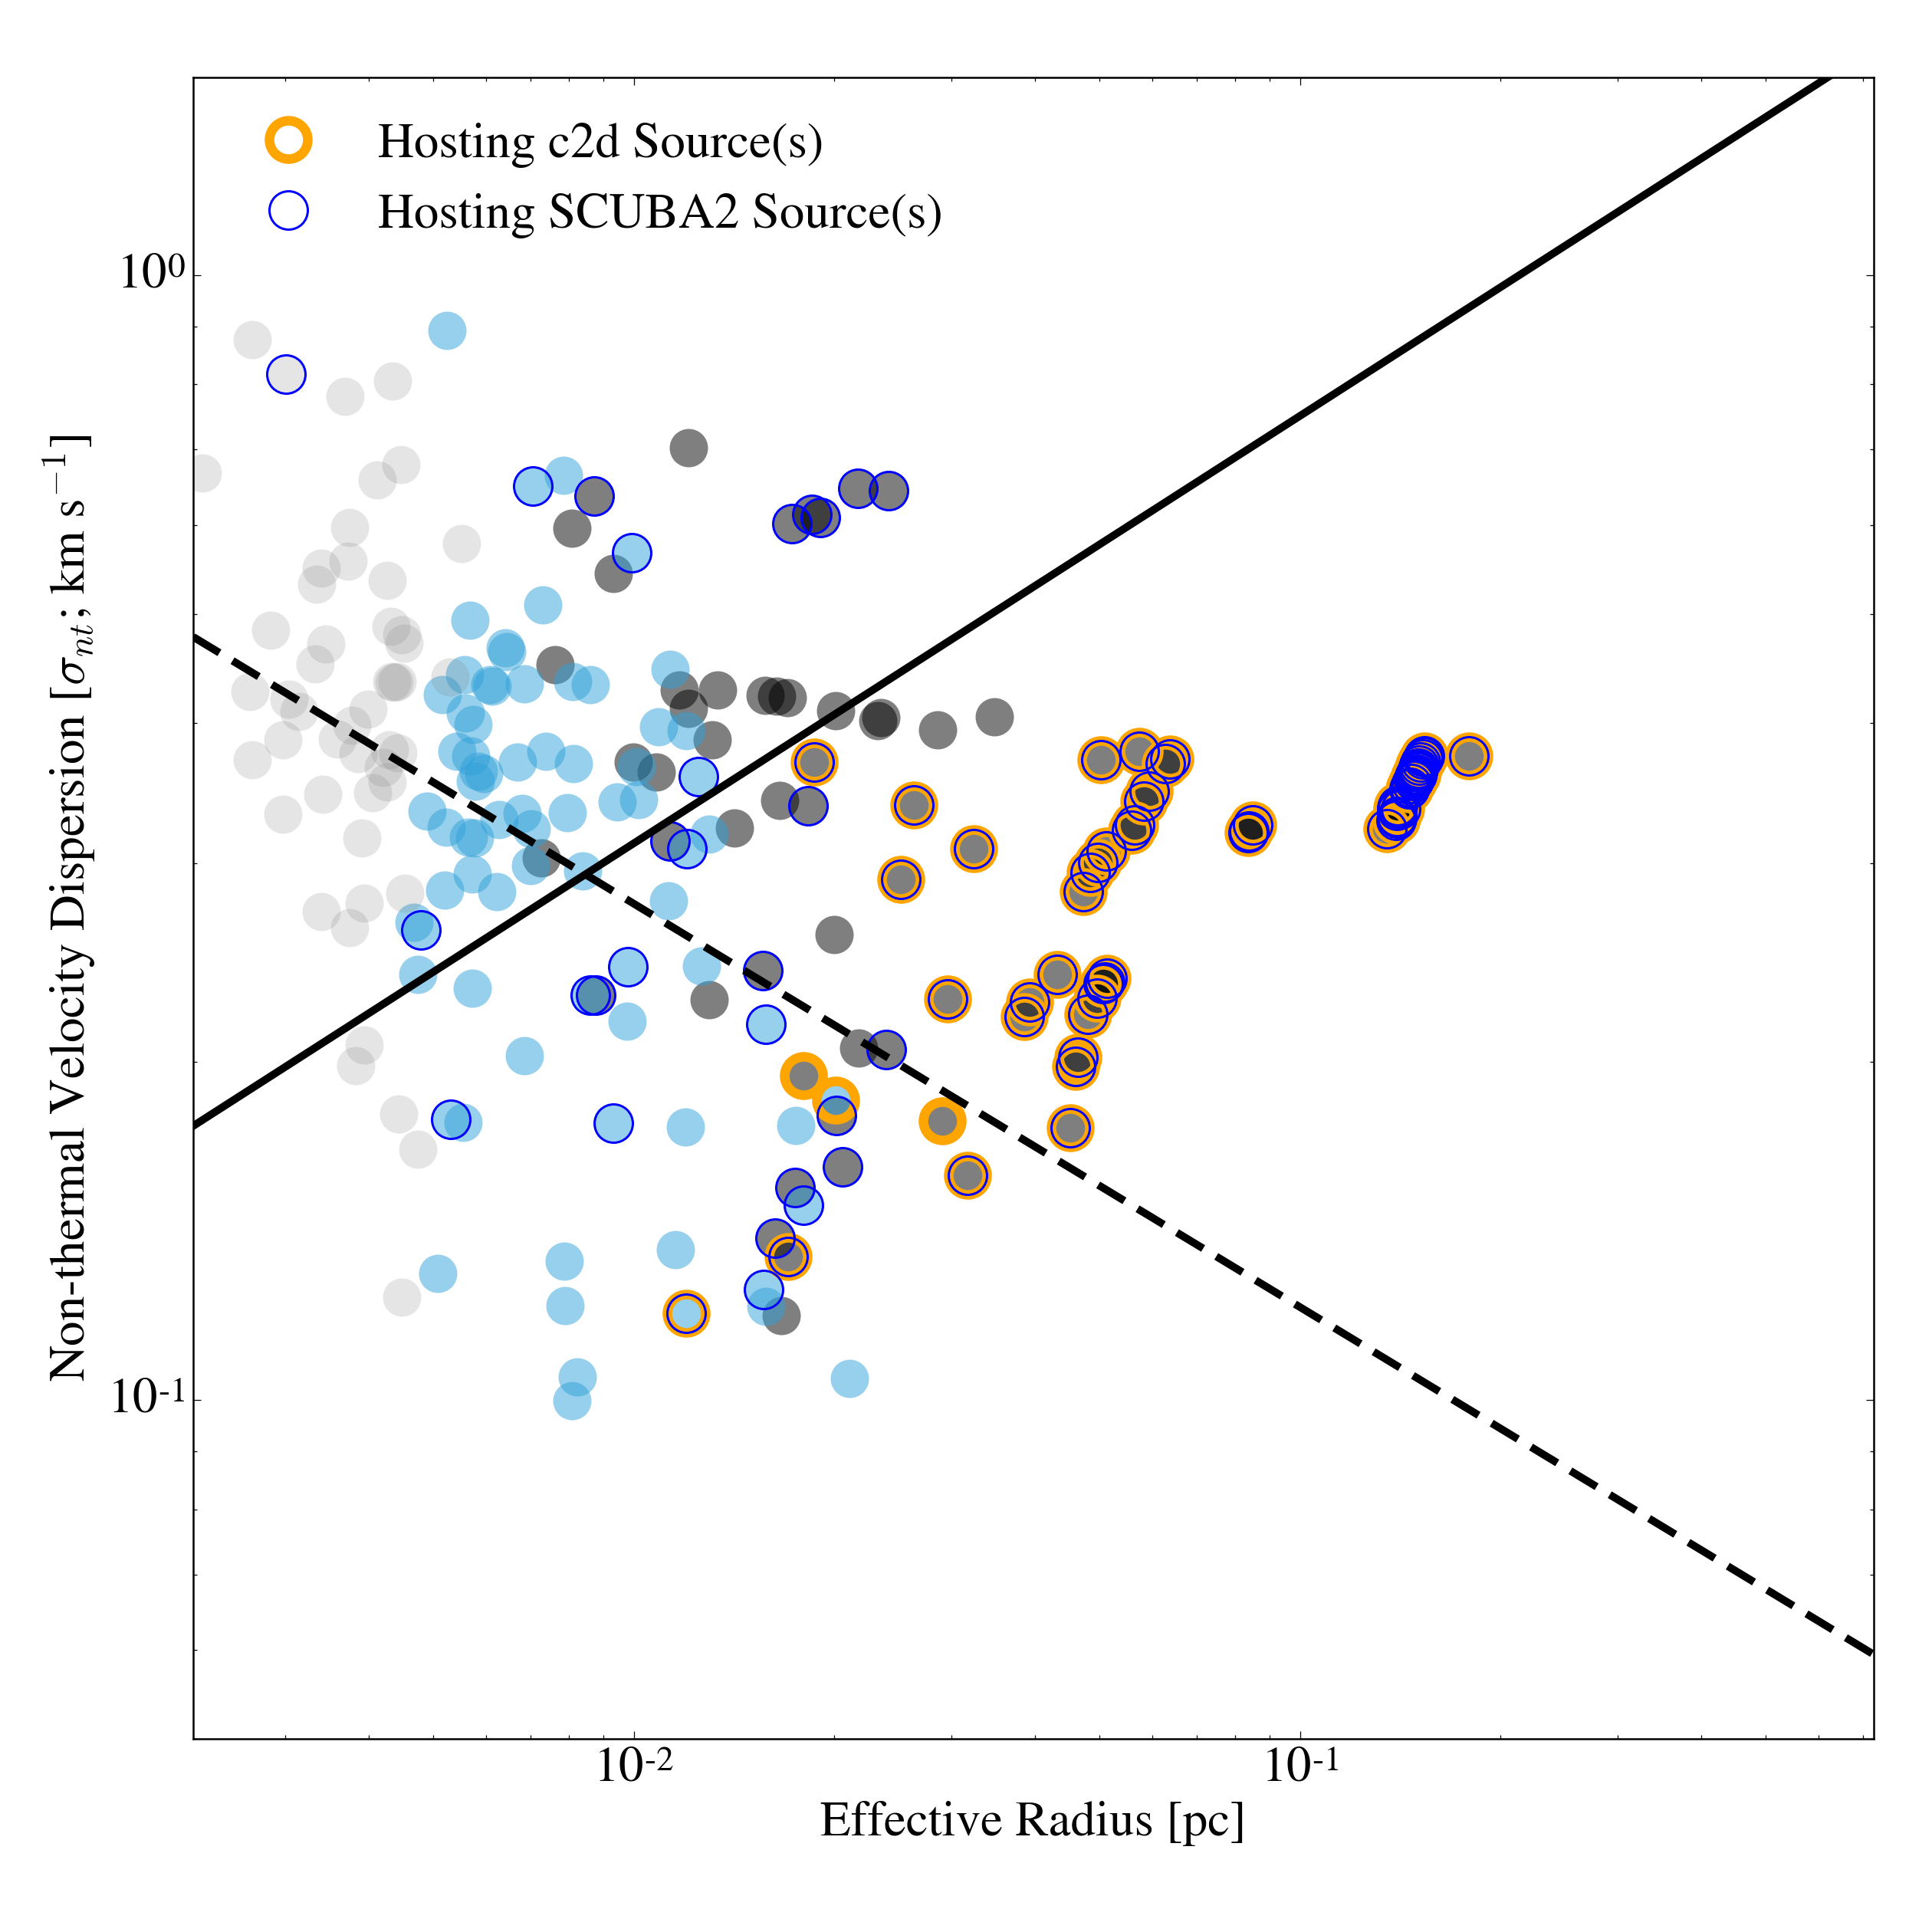 Hosting c2d Source(s)
Hosting SCUBA2 Source(s)
10⁰
10⁻¹
Non-thermal Velocity Dispersion [σₙₜ; km s⁻¹]
10⁻² 10⁻¹
Effective Radius [pc]